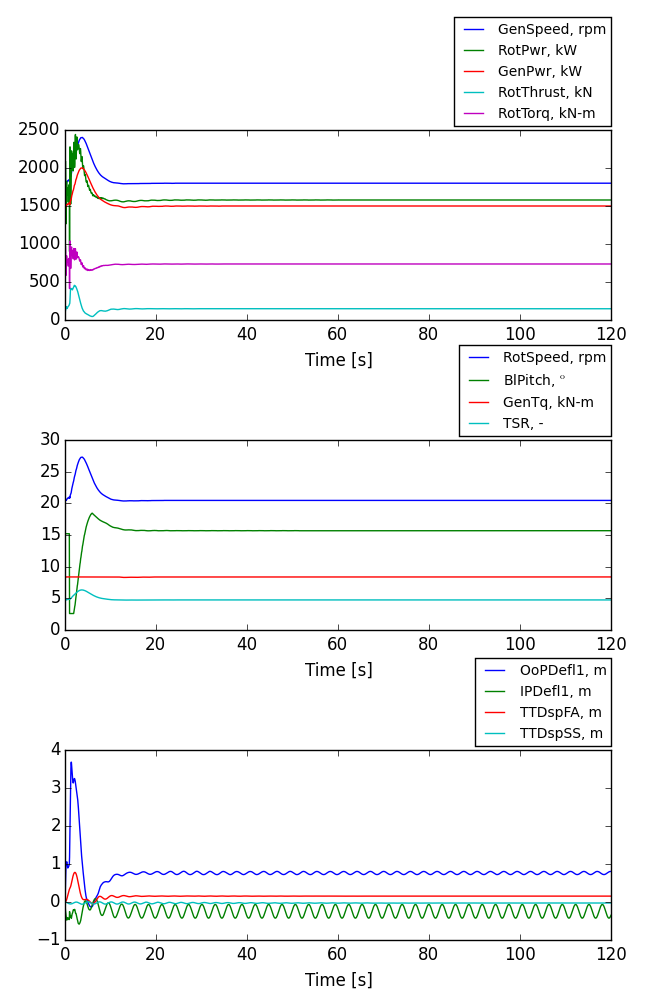 GenSpeed, rpm
RotPwr, kW
GenPwr, kW
RotThrust, kN
RotTorq, kN-m
2500
2000
1500
1000
500
0
0 20 40 60 80 100 120
Time [s]
RotSpeed, rpm
BlPitch, °
GenTq, kN-m
TSR, -
30
25
20
15
10
5
0
0 20 40 60 80 100 120
Time [s]
OoPDefl1, m
IPDefl1, m
TTDspFA, m
TTDspSS, m
4
3
2
1
0
−1
0 20 40 60 80 100 120
Time [s]